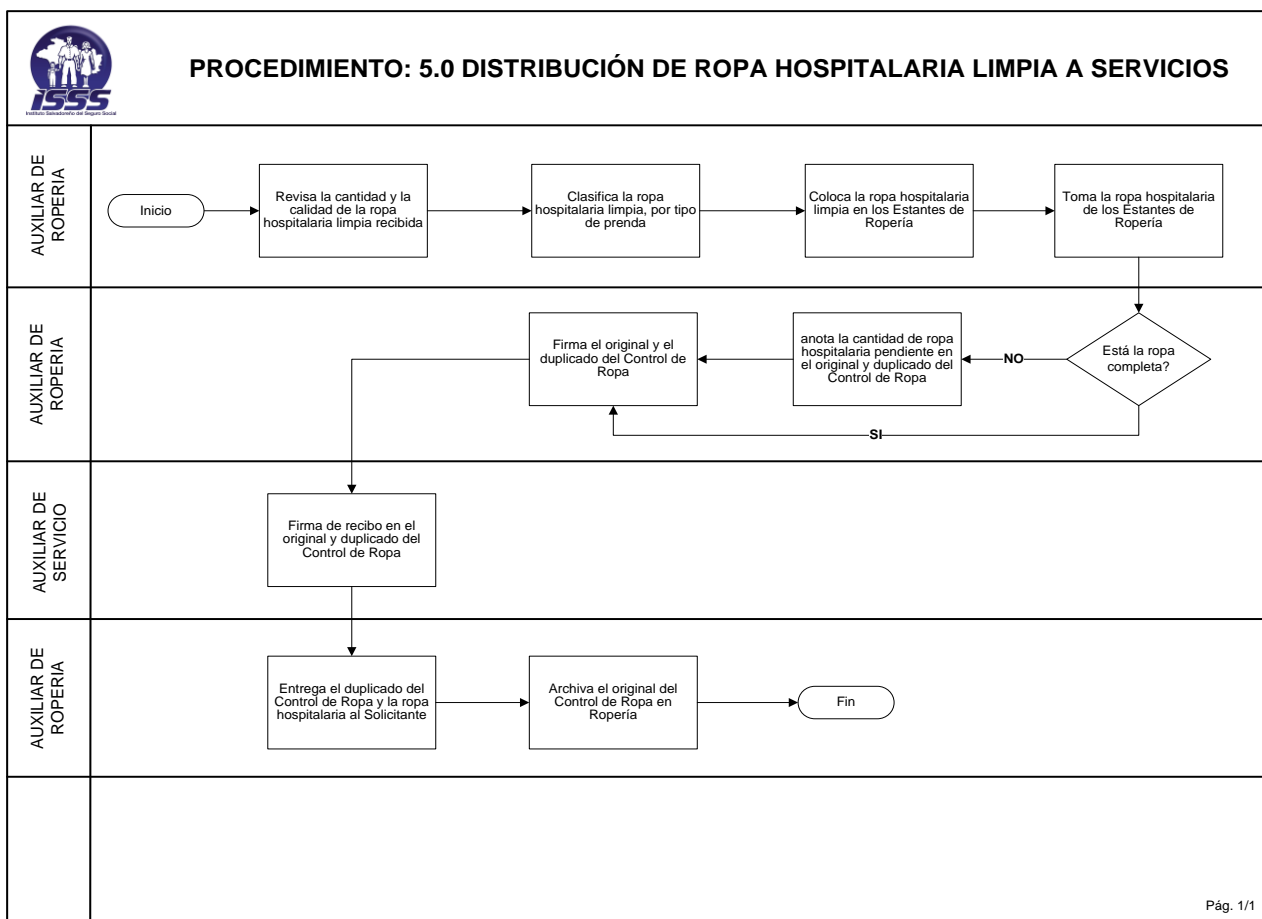 ISSS
Instituto Salvadoreño del Seguro Social
PROCEDIMIENTO: 5.0 DISTRIBUCIÓN DE ROPA HOSPITALARIA LIMPIA A SERVICIOS
AUXILIAR DE
ROPERIA
Inicio
Revisa la cantidad y la
calidad de la ropa
hospitalaria limpia recibida
Clasifica la ropa
hospitalaria limpia, por tipo
de prenda
Coloca la ropa hospitalaria
limpia en los Estantes de
Ropería
Toma la ropa hospitalaria
de los Estantes de
Ropería
AUXILIAR DE
ROPERIA
Está la ropa
completa?
NO
anota la cantidad de ropa
hospitalaria pendiente en
el original y duplicado del
Control de Ropa
Firma el original y el
duplicado del Control de
Ropa
SI
AUXILIAR DE
SERVICIO
Firma de recibo en el
original y duplicado del
Control de Ropa
AUXILIAR DE
ROPERIA
Entrega el duplicado del
Control de Ropa y la ropa
hospitalaria al Solicitante
Archiva el original del
Control de Ropa en
Ropería
Fin
Pág. 1/1